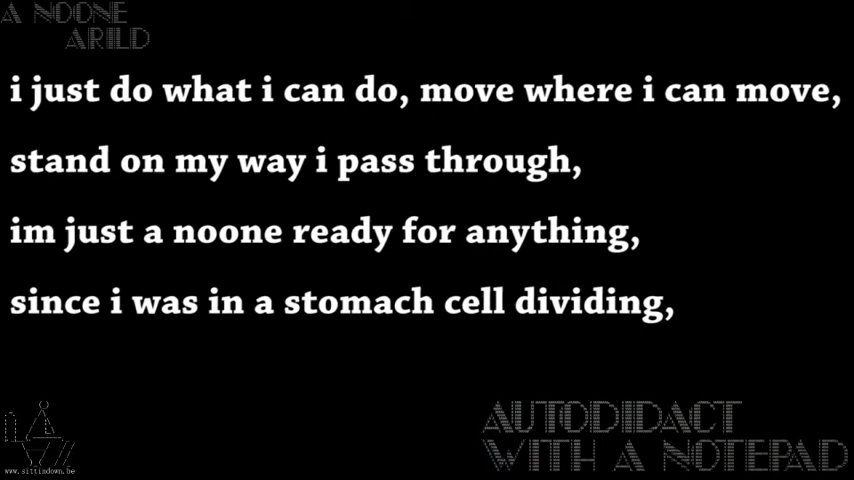 A NOONE
ARILD
i just do what i can do, move where i can move,
stand on my way i pass through,
im just a noone ready for anything,
since i was in a stomach cell dividing,
AUTODIDACT
WITH A NOTEPAD
www.sittindown.be